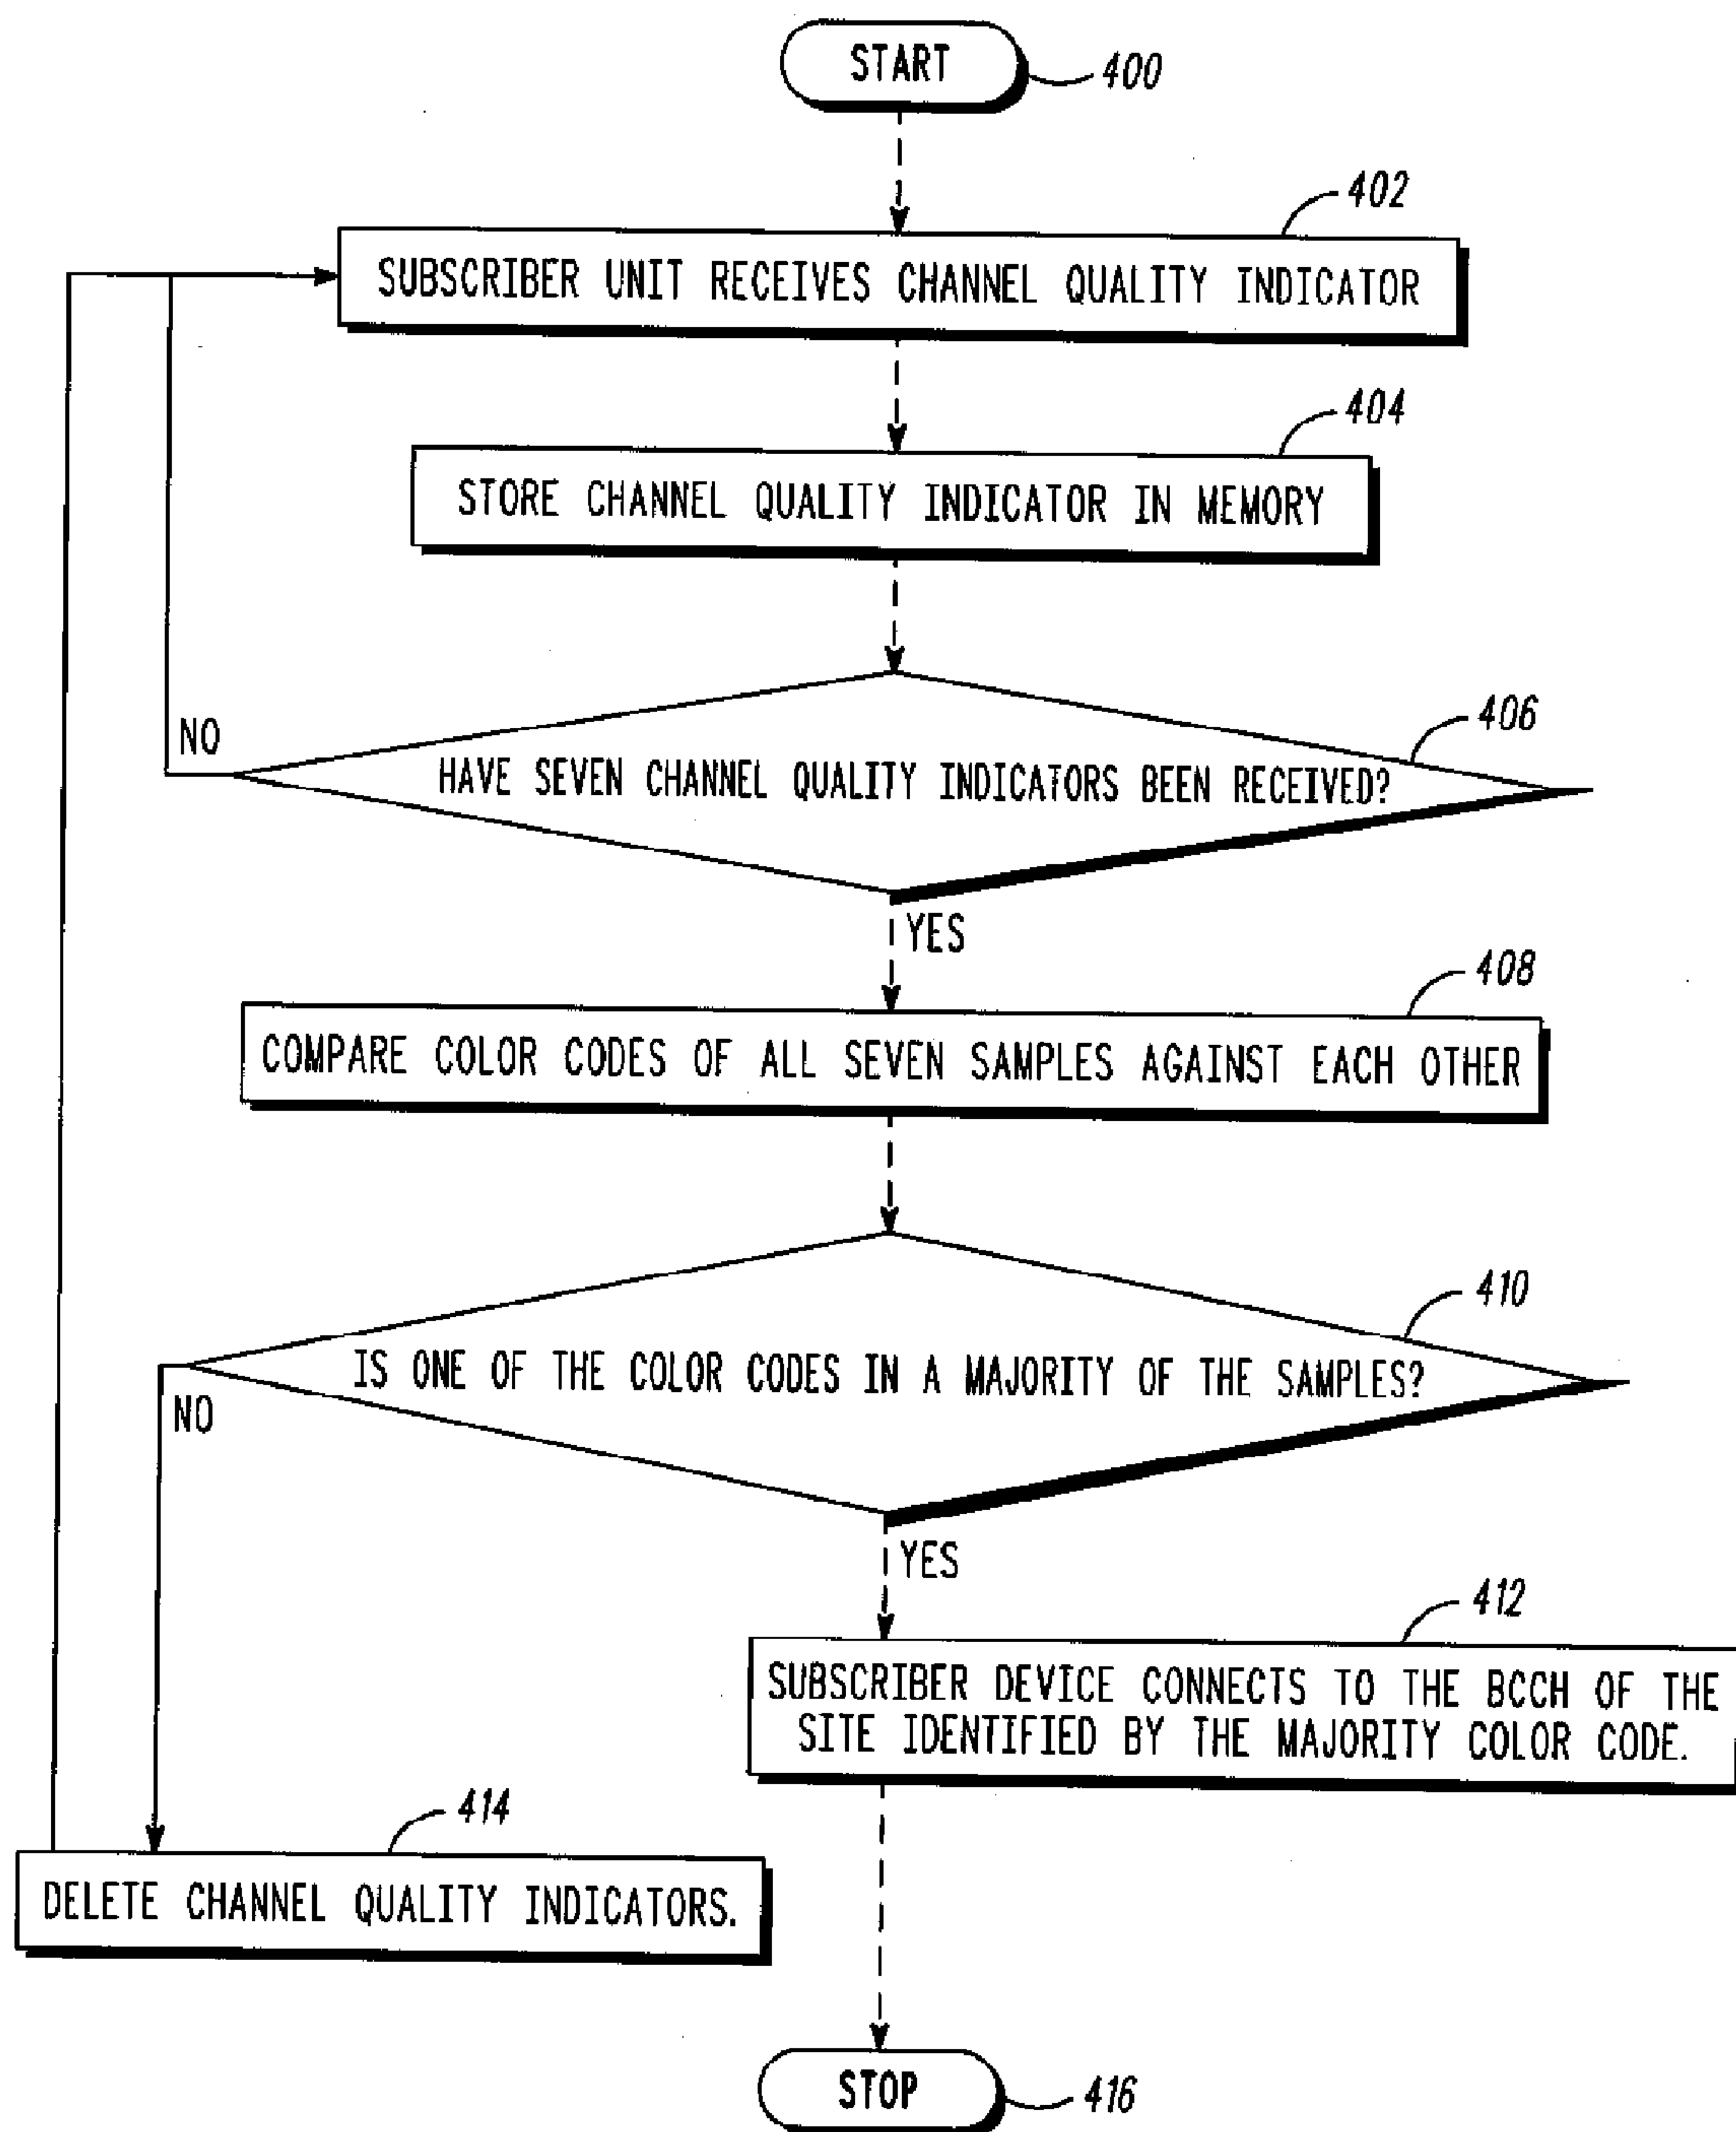 START
400
402
SUBSCRIBER UNIT RECEIVES CHANNEL QUALITY INDICATOR
404
STORE CHANNEL QUALITY INDICATOR IN MEMORY
406
NO
HAVE SEVEN CHANNEL QUALITY INDICATORS BEEN RECEIVED?
YES
408
COMPARE COLOR CODES OF ALL SEVEN SAMPLES AGAINST EACH OTHER
410
IS ONE OF THE COLOR CODES IN A MAJORITY OF THE SAMPLES?
NO
YES
412
SUBSCRIBER DEVICE CONNECTS TO THE BCCH OF THE
SITE IDENTIFIED BY THE MAJORITY COLOR CODE.
414
DELETE CHANNEL QUALITY INDICATORS.
STOP
416